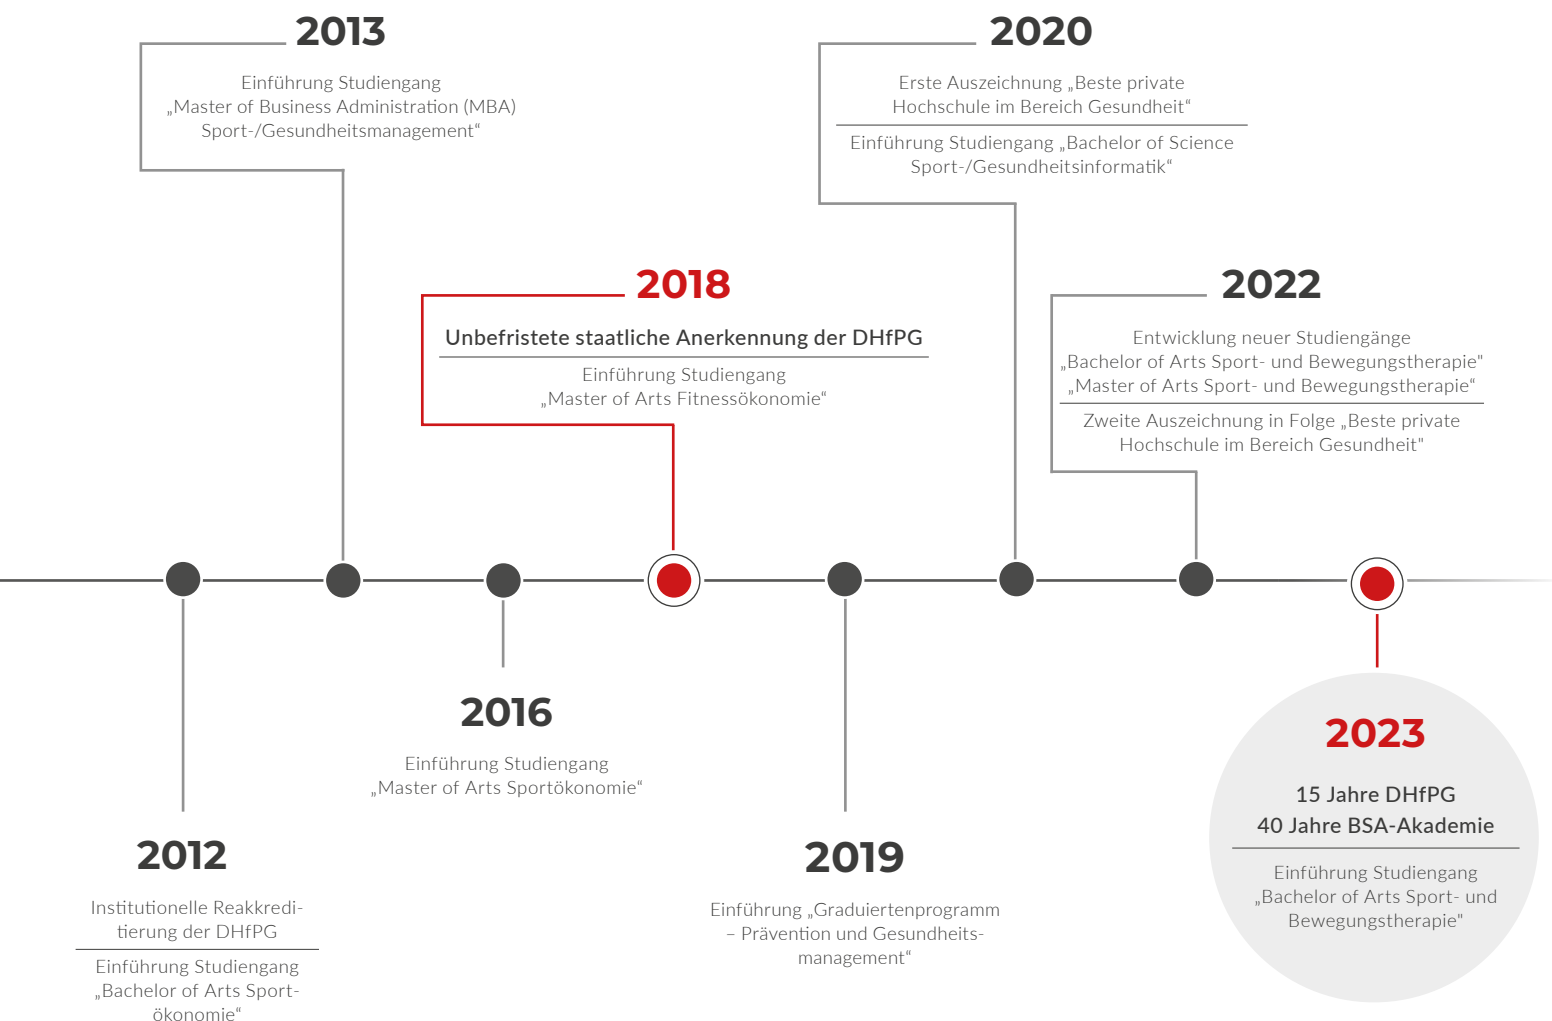 2013
Einführung Studiengang
„Master of Business Administration (MBA)
Sport-/Gesundheitsmanagement“
2020
Erste Auszeichnung „Beste private
Hochschule im Bereich Gesundheit“
Einführung Studiengang „Bachelor of Science
Sport-/Gesundheitsinformatik“
2018
Unbefristete staatliche Anerkennung der DHfPG
Einführung Studiengang
„Master of Arts Fitnessökonomie“
2022
Entwicklung neuer Studiengänge
„Bachelor of Arts Sport- und Bewegungstherapie"
„Master of Arts Sport- und Bewegungstherapie“
Zweite Auszeichnung in Folge „Beste private
Hochschule im Bereich Gesundheit"
2016
Einführung Studiengang
„Master of Arts Sportökonomie“
2012
Institutionelle Reakkredi-
tierung der DHfPG
Einführung Studiengang
„Bachelor of Arts Sport-
ökonomie“
2019
Einführung „Graduiertenprogramm
– Prävention und Gesundheits-
management“
2023
15 Jahre DHfPG
40 Jahre BSA-Akademie
Einführung Studiengang
„Bachelor of Arts Sport- und
Bewegungstherapie"